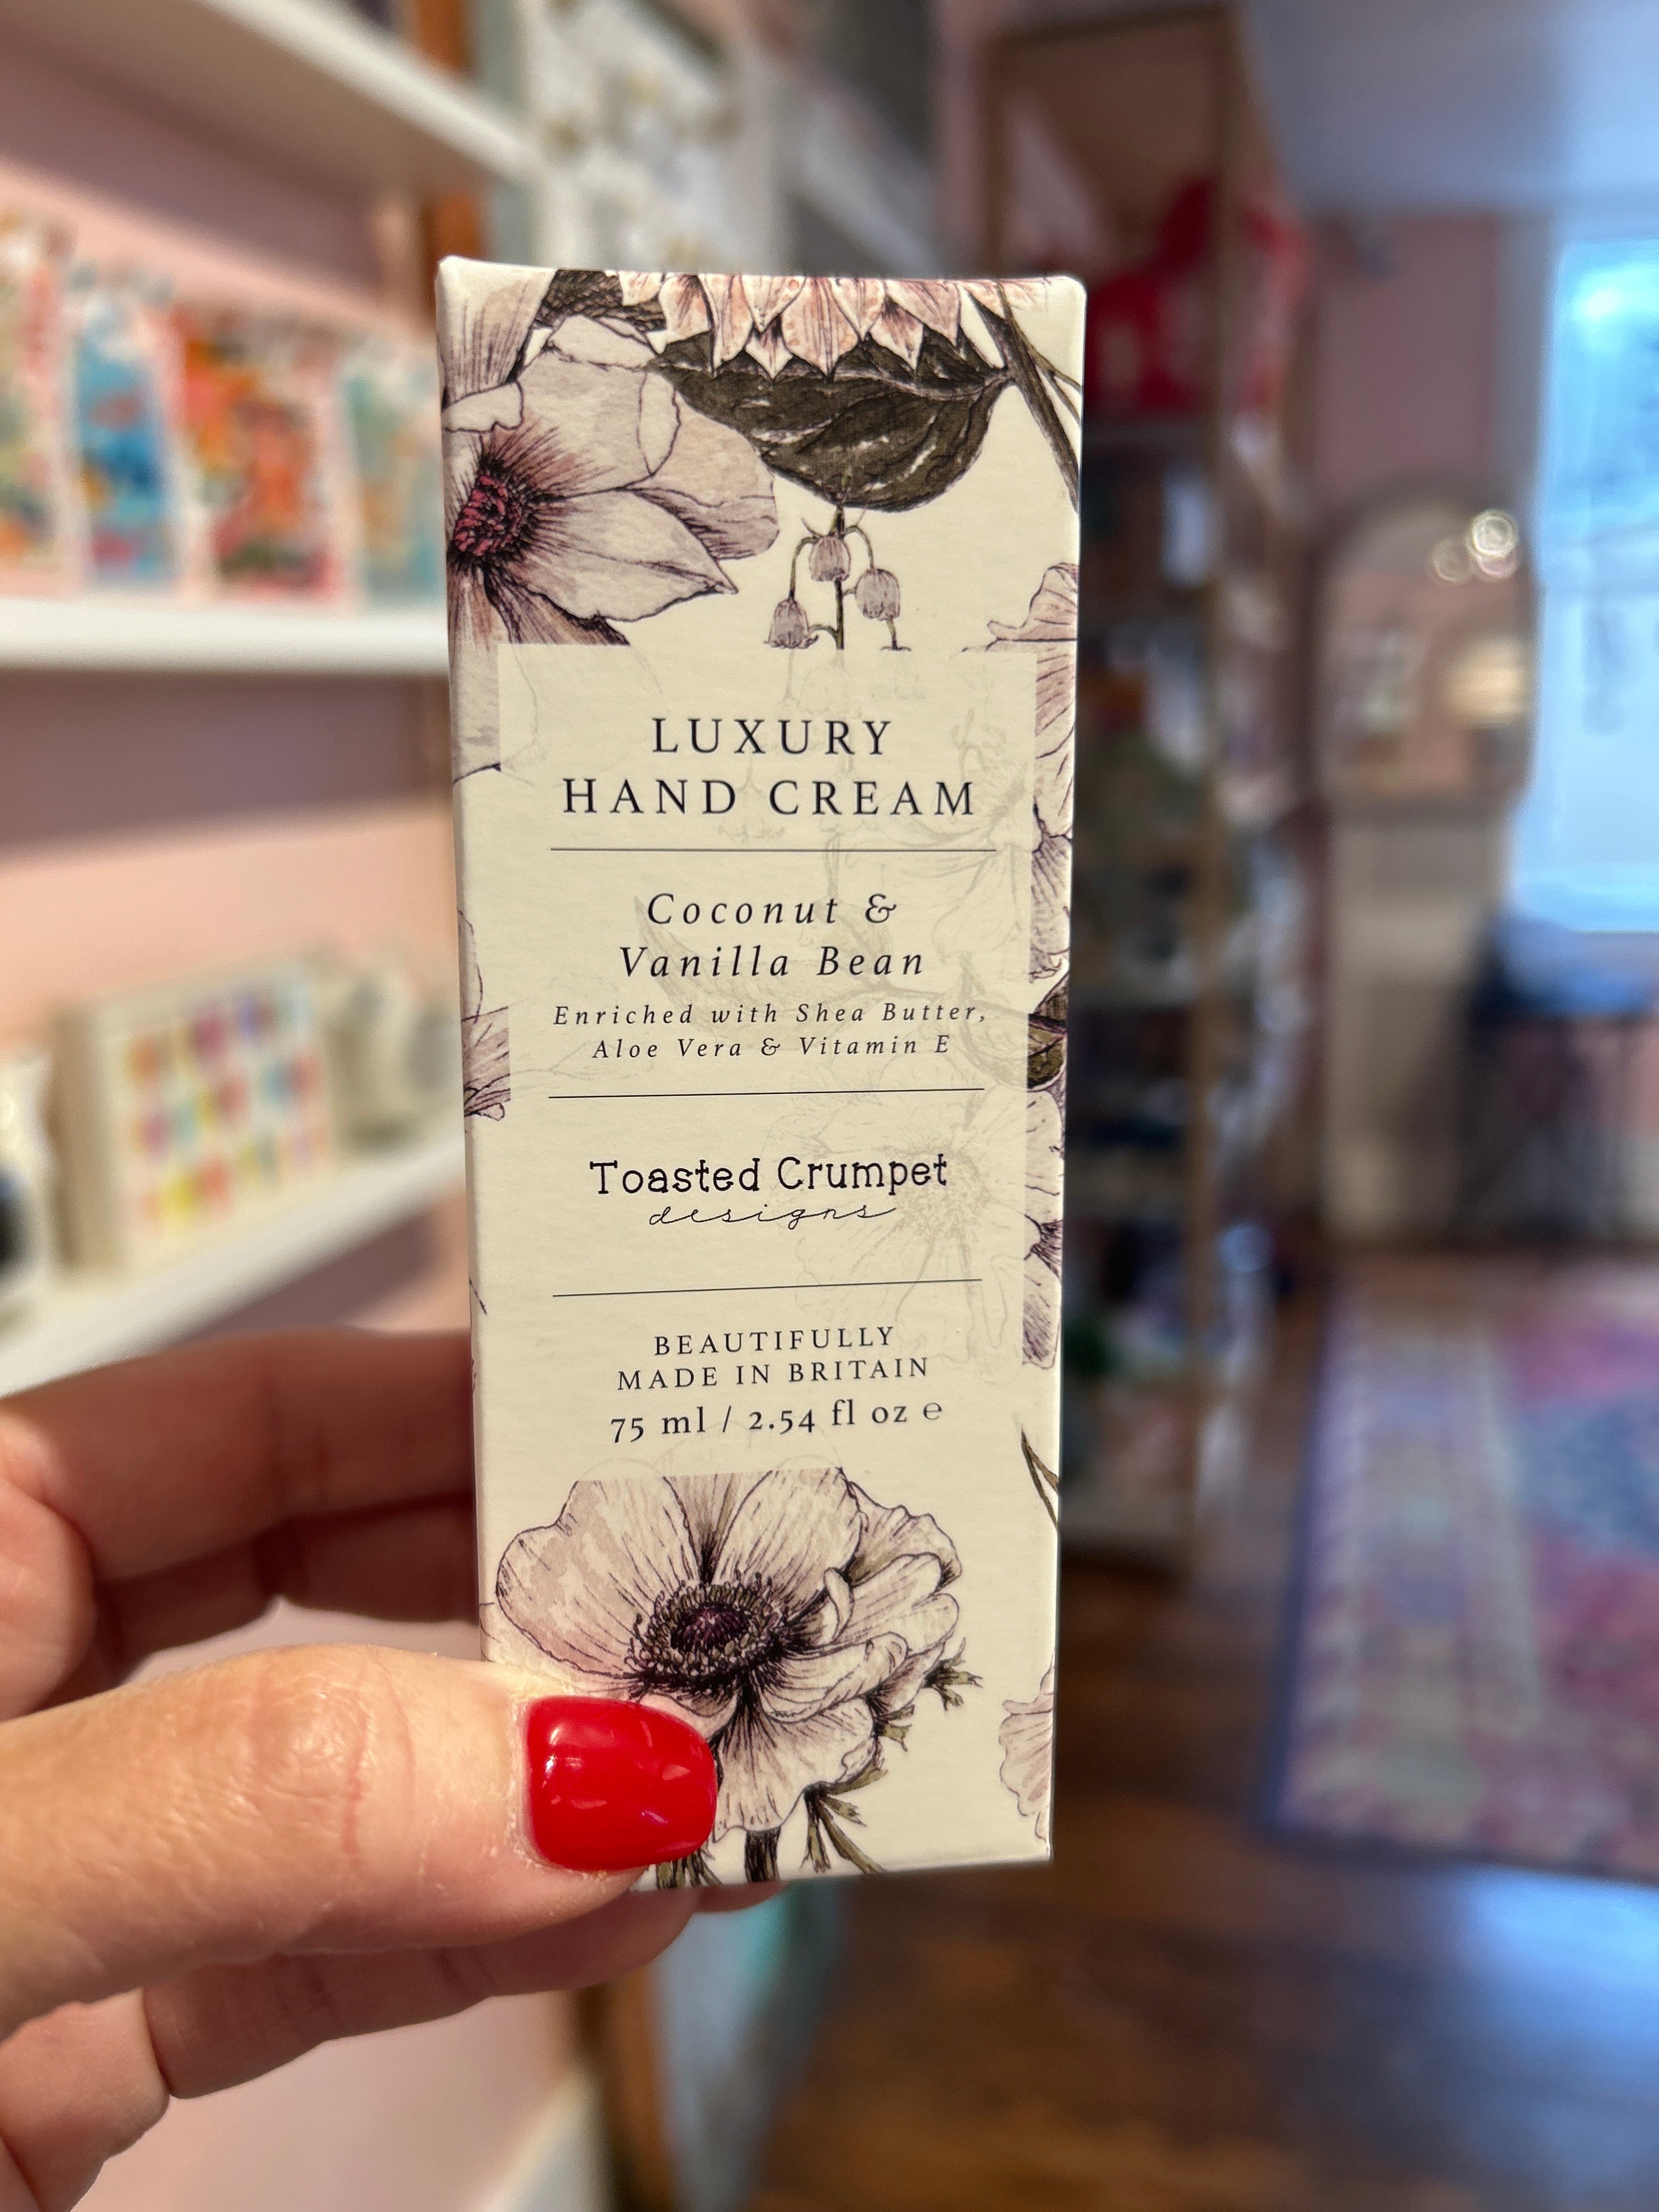 LUXURY
HAND CREAM
Coconut &
Vanilla Bean
Enriched with Shea Butter,
Aloe Vera & Vitamin E
Toasted Crumpet
designs
BEAUTIFULLY
MADE IN BRITAIN
75 ml / 2.54 fl oz ℮